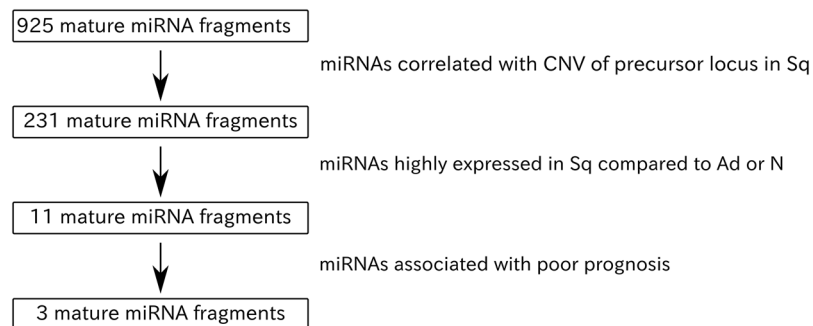 925 mature miRNA fragments
miRNAs correlated with CNV of precursor locus in Sq
231 mature miRNA fragments
miRNAs highly expressed in Sq compared to Ad or N
11 mature miRNA fragments
miRNAs associated with poor prognosis
3 mature miRNA fragments